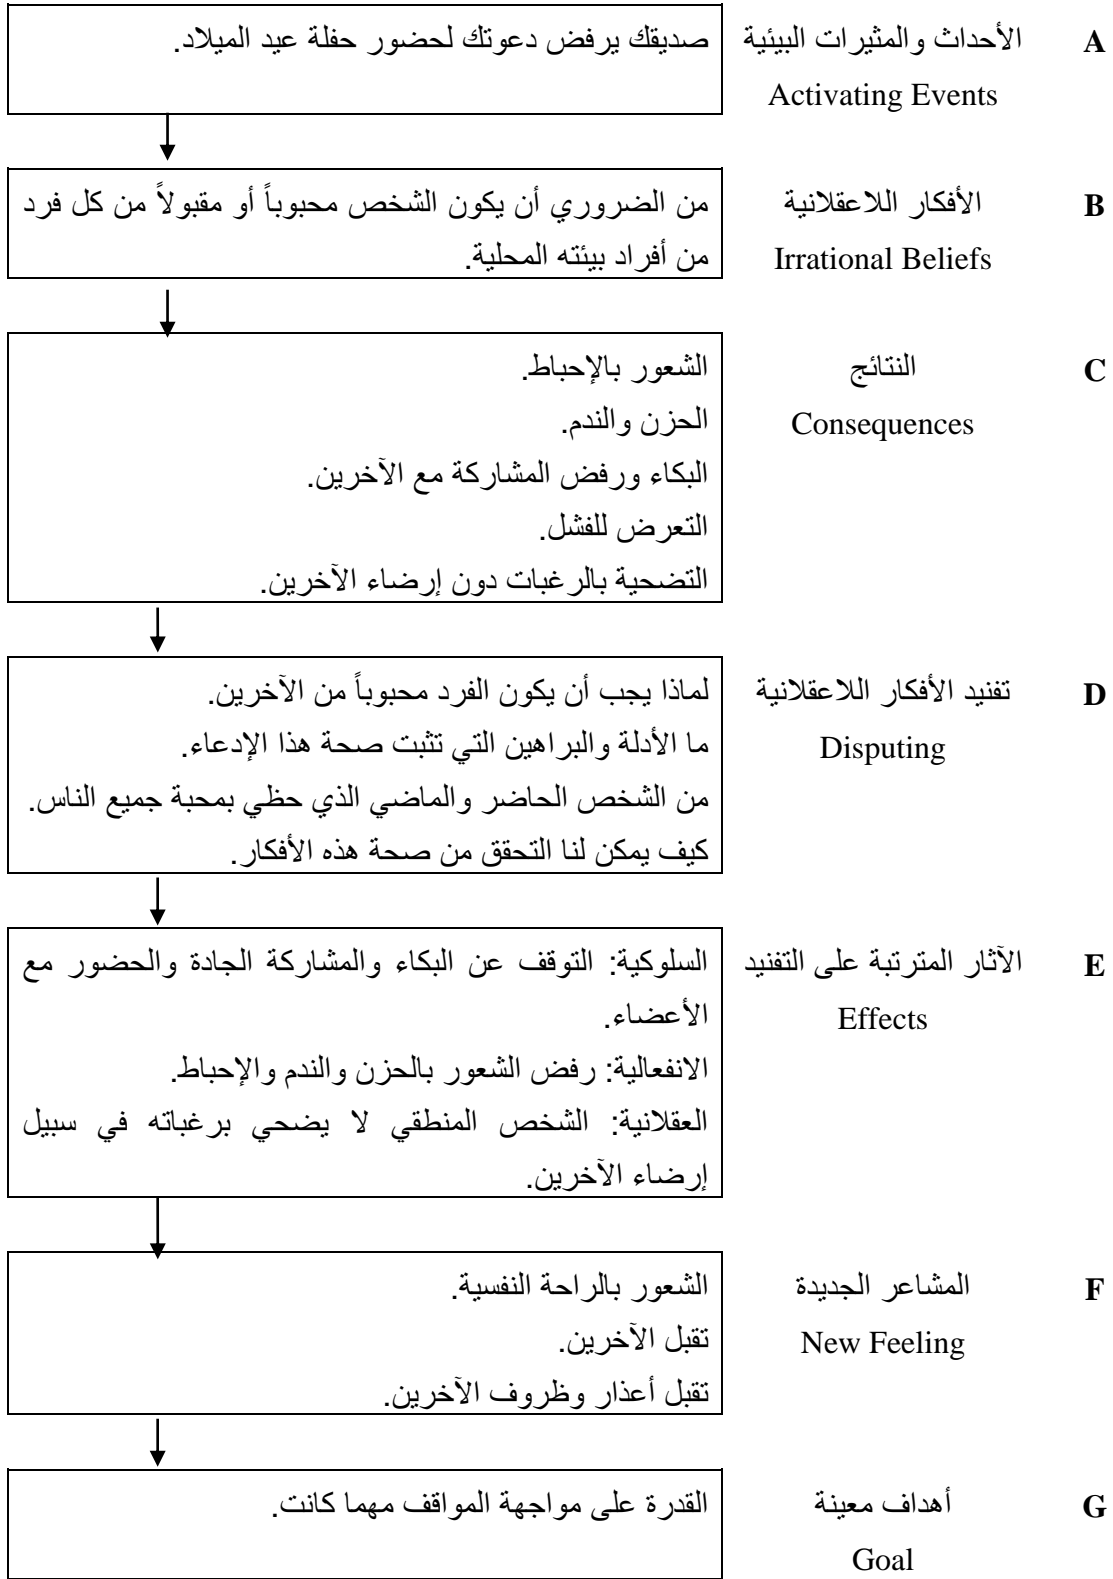 A
الأحداث والمثيرات البيئية
Activating Events
صديقك يرفض دعوتك لحضور حفلة عيد الميلاد.
B
الأفكار اللاعقلانية
Irrational Beliefs
من الضروري أن يكون الشخص محبوباً أو مقبولاً من كل فرد
من أفراد بيئته المحلية.
C
النتائج
Consequences
الشعور بالإحباط.
الحزن والندم.
البكاء ورفض المشاركة مع الآخرين.
التعرض للفشل.
التضحية بالرغبات دون إرضاء الآخرين.
D
تفنيد الأفكار اللاعقلانية
Disputing
لماذا يجب أن يكون الفرد محبوباً من الآخرين.
ما الأدلة والبراهين التي تثبت صحة هذا الإدعاء.
من الشخص الحاضر والماضي الذي حظي بمحبة جميع الناس.
كيف يمكن لنا التحقق من صحة هذه الأفكار.
E
الآثار المترتبة على التفنيد
Effects
السلوكية: التوقف عن البكاء والمشاركة الجادة والحضور مع
الأعضاء.
الانفعالية: رفض الشعور بالحزن والندم والإحباط.
العقلانية: الشخص المنطقي لا يضحي برغباته في سبيل
إرضاء الآخرين.
F
المشاعر الجديدة
New Feeling
الشعور بالراحة النفسية.
تقبل الآخرين.
تقبل أعذار وظروف الآخرين.
G
أهداف معينة
Goal
القدرة على مواجهة المواقف مهما كانت.